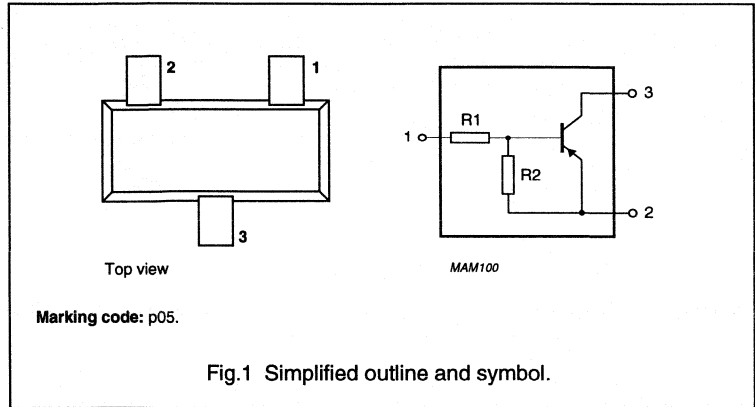 2
1
3
Top view
1
R1
R2
3
2
MAM100
Marking code: p05.
Fig.1 Simplified outline and symbol.